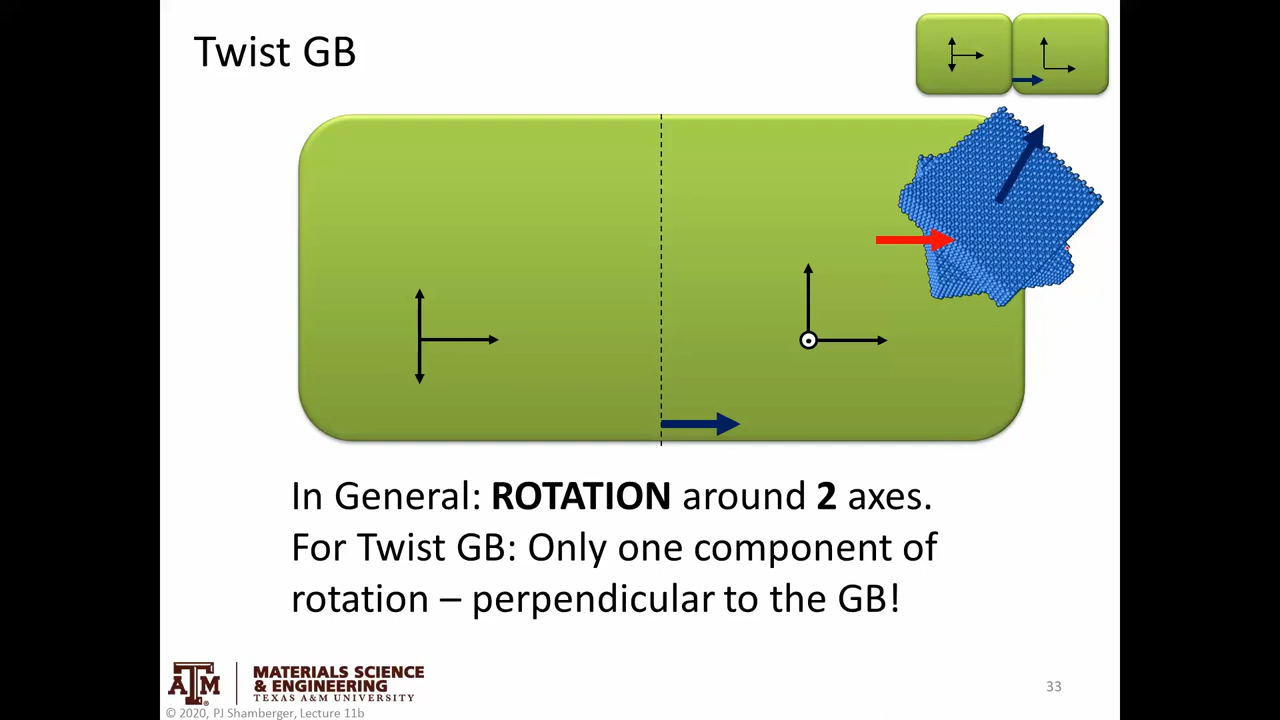 Twist GB
In General: ROTATION around 2 axes.
For Twist GB: Only one component of
rotation – perpendicular to the GB!
ATM
MATERIALS SCIENCE
& ENGINEERING
TEXAS A&M UNIVERSITY
© 2020, PJ Shamberger, Lecture 11b
33